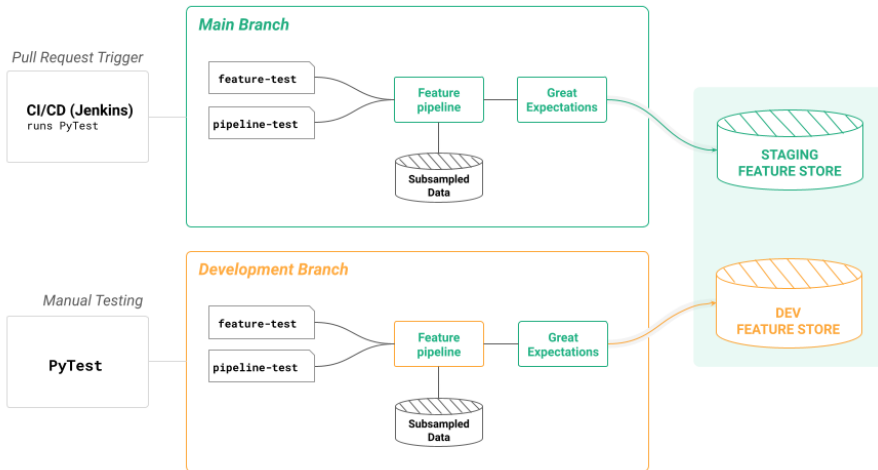 Main Branch
Pull Request Trigger
CI/CD (Jenkins)
runs PyTest
feature-test
pipeline-test
Feature
pipeline
Great
Expectations
Subsampled
Data
STAGING
FEATURE STORE
Development Branch
Manual Testing
PyTest
feature-test
pipeline-test
Feature
pipeline
Great
Expectations
Subsampled
Data
DEV
FEATURE STORE